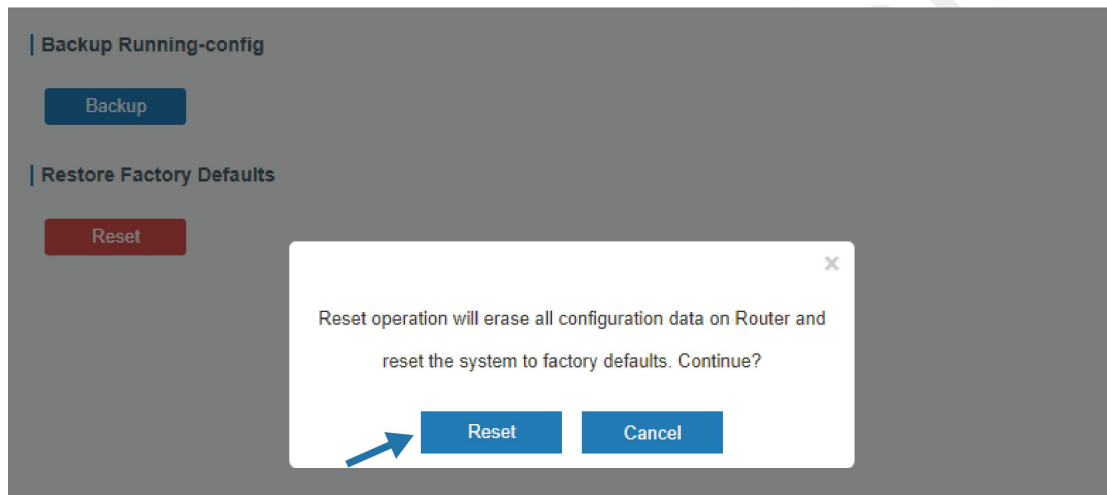 Backup Running-config
Backup
Restore Factory Defaults
Reset
×
Reset operation will erase all configuration data on Router and
reset the system to factory defaults. Continue?
Reset Cancel